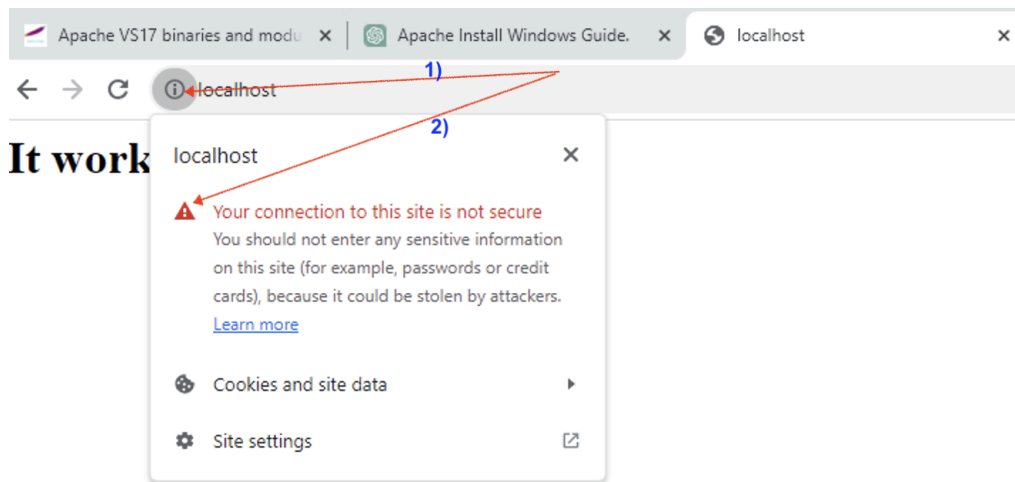 Apache VS17 binaries and modu
Apache Install Windows Guide.
localhost
1)
localhost
2)
It work
localhost
Your connection to this site is not secure
You should not enter any sensitive information
on this site (for example, passwords or credit
cards), because it could be stolen by attackers.
Learn more
Cookies and site data
Site settings